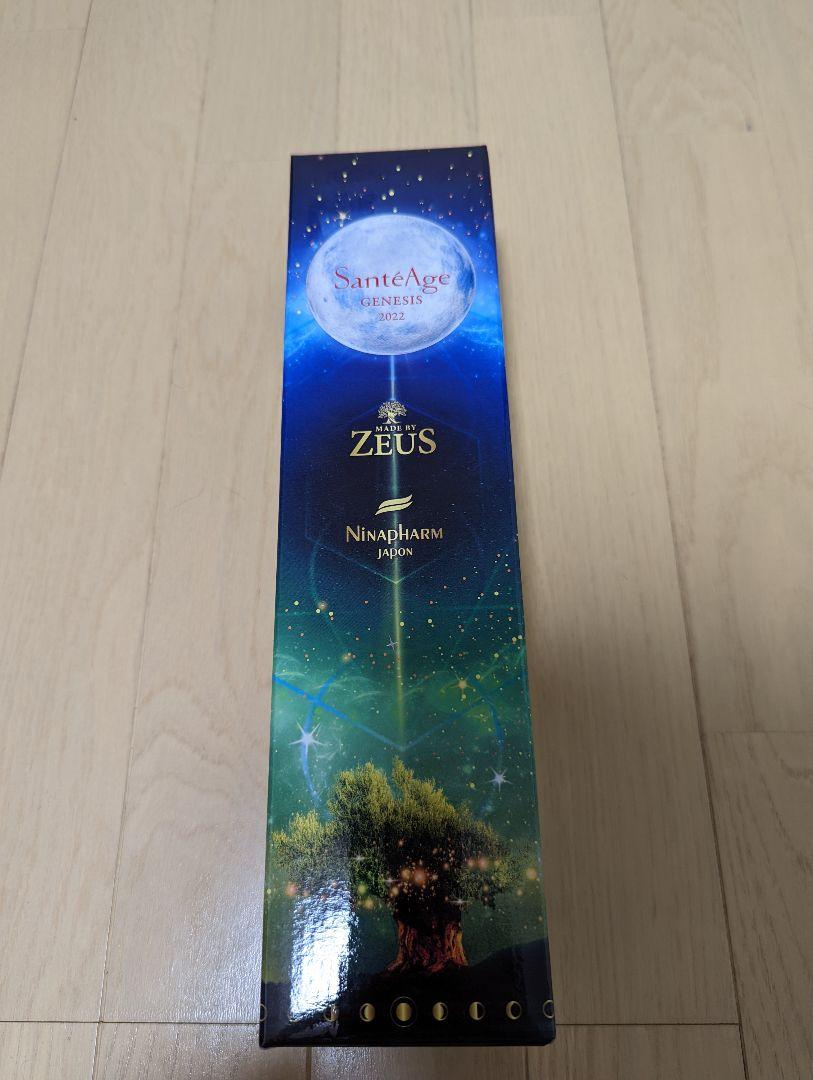 SantéAge
GENESIS
2022
MADE BY
ZEUS
NINAPHARM
JAPON